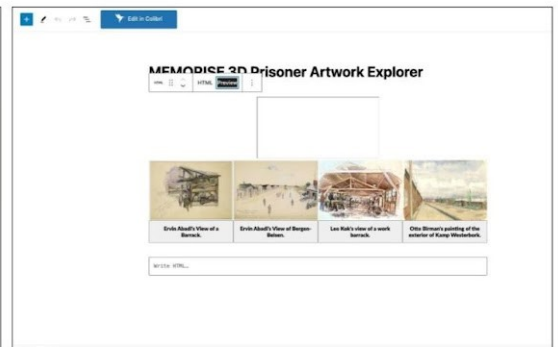 Edit in Colibri
MEMORISE 3D Prisoner Artwork Explorer
HTML Preview
Ervin Abadi's View of a
Barrack.
Ervin Abadi's View of Bergen-
Belsen.
Leo Kok's view of a work
barrack.
Otto Birman's painting of the
exterior of Kamp Westerbork.
Write HTML…